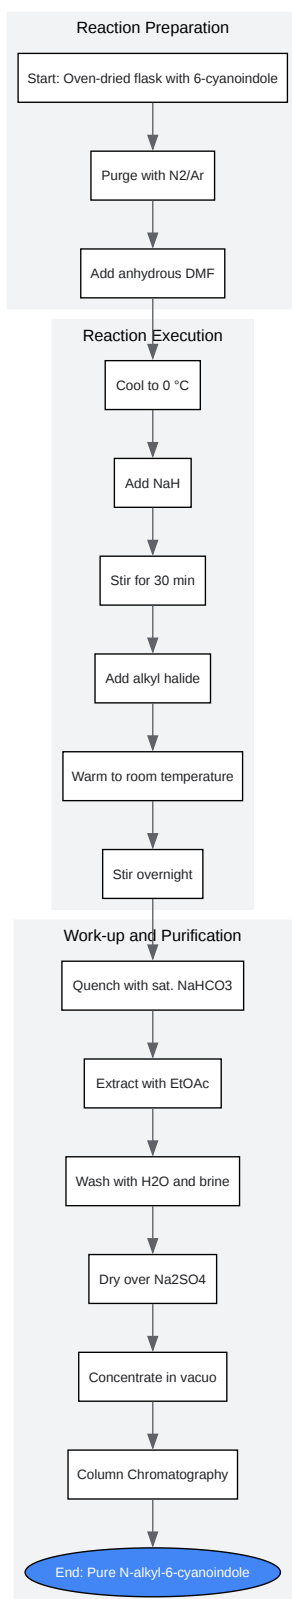 Reaction Preparation
Start: Oven-dried flask with 6-cyanoindole
Purge with N2/Ar
Add anhydrous DMF
Reaction Execution
Cool to 0 °C
Add NaH
Stir for 30 min
Add alkyl halide
Warm to room temperature
Stir overnight
Work-up and Purification
Quench with sat. NaHCO3
Extract with EtOAc
Wash with H2O and brine
Dry over Na2SO4
Concentrate in vacuo
Column Chromatography
End: Pure N-alkyl-6-cyanoindole